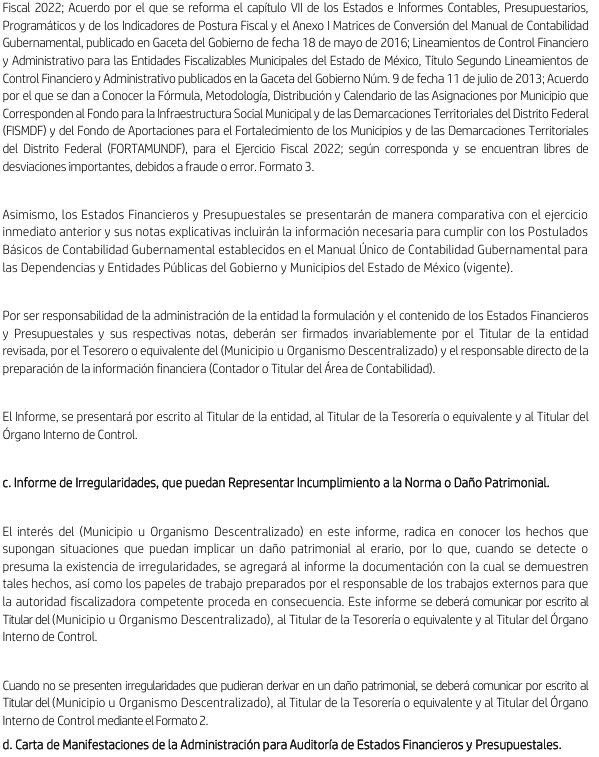 Fiscal 2022; Acuerdo por el que se reforma el capítulo VII de los Estados e Informes Contables, Presupuestarios,
Programáticos y de los Indicadores de Postura Fiscal y el Anexo I Matrices de Conversión del Manual de Contabilidad
Gubernamental, publicado en Gaceta del Gobierno de fecha 18 de mayo de 2016; Lineamientos de Control Financiero
y Administrativo para las Entidades Fiscalizables Municipales del Estado de México, Título Segundo Lineamientos de
Control Financiero y Administrativo publicados en la Gaceta del Gobierno Núm. 9 de fecha 11 de julio de 2013; Acuerdo
por el que se dan a Conocer la Fórmula, Metodología, Distribución y Calendario de las Asignaciones por Municipio que
Corresponden al Fondo para la Infraestructura Social Municipal y de las Demarcaciones Territoriales del Distrito Federal
(FISMDF) y del Fondo de Aportaciones para el Fortalecimiento de los Municipios y de las Demarcaciones Territoriales
del Distrito Federal (FORTAMUNDF), para el Ejercicio Fiscal 2022; según corresponda y se encuentran libres de
desviaciones importantes, debidos a fraude o error. Formato 3.
Asimismo, los Estados Financieros y Presupuestales se presentarán de manera comparativa con el ejercicio
inmediato anterior y sus notas explicativas incluirán la información necesaria para cumplir con los Postulados
Básicos de Contabilidad Gubernamental establecidos en el Manual Único de Contabilidad Gubernamental para
las Dependencias y Entidades Públicas del Gobierno y Municipios del Estado de México (vigente).
Por ser responsabilidad de la administración de la entidad la formulación y el contenido de los Estados Financieros
y Presupuestales y sus respectivas notas, deberán ser firmados invariablemente por el Titular de la entidad
revisada, por el Tesorero o equivalente del (Municipio u Organismo Descentralizado) y el responsable directo de la
preparación de la información financiera (Contador o Titular del Área de Contabilidad).
El Informe, se presentará por escrito al Titular de la entidad, al Titular de la Tesorería o equivalente y al Titular del
Órgano Interno de Control.
c. Informe de Irregularidades, que puedan Representar Incumplimiento a la Norma o Daño Patrimonial.
El interés del (Municipio u Organismo Descentralizado) en este informe, radica en conocer los hechos que
supongan situaciones que puedan implicar un daño patrimonial al erario, por lo que, cuando se detecte o
presuma la existencia de irregularidades, se agregará al informe la documentación con la cual se demuestren
tales hechos, así como los papeles de trabajo preparados por el responsable de los trabajos externos para que
la autoridad fiscalizadora competente proceda en consecuencia. Este informe se deberá comunicar por escrito al
Titular del (Municipio u Organismo Descentralizado), al Titular de la Tesorería o equivalente y al Titular del Órgano
Interno de Control.
Cuando no se presenten irregularidades que pudieran derivar en un daño patrimonial, se deberá comunicar por escrito al
Titular del (Municipio u Organismo Descentralizado), al Titular de la Tesorería o equivalente y al Titular del Órgano
Interno de Control mediante el Formato 2.
d. Carta de Manifestaciones de la Administración para Auditoría de Estados Financieros y Presupuestales.